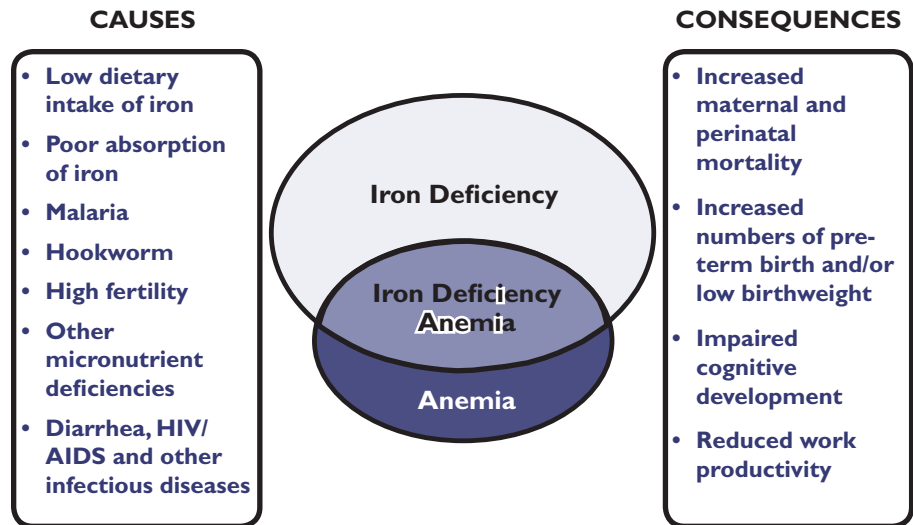 CAUSES
• Low dietary
intake of iron
• Poor absorption
of iron
• Malaria
• Hookworm
• High fertility
• Other
micronutrient
deficiencies
• Diarrhea, HIV/
AIDS and other
infectious diseases
Iron Deficiency
Iron Deficiency
Anemia
Anemia
CONSEQUENCES
• Increased
maternal and
perinatal
mortality
• Increased
numbers of pre-
term birth and/or
low birthweight
• Impaired
cognitive
development
• Reduced work
productivity